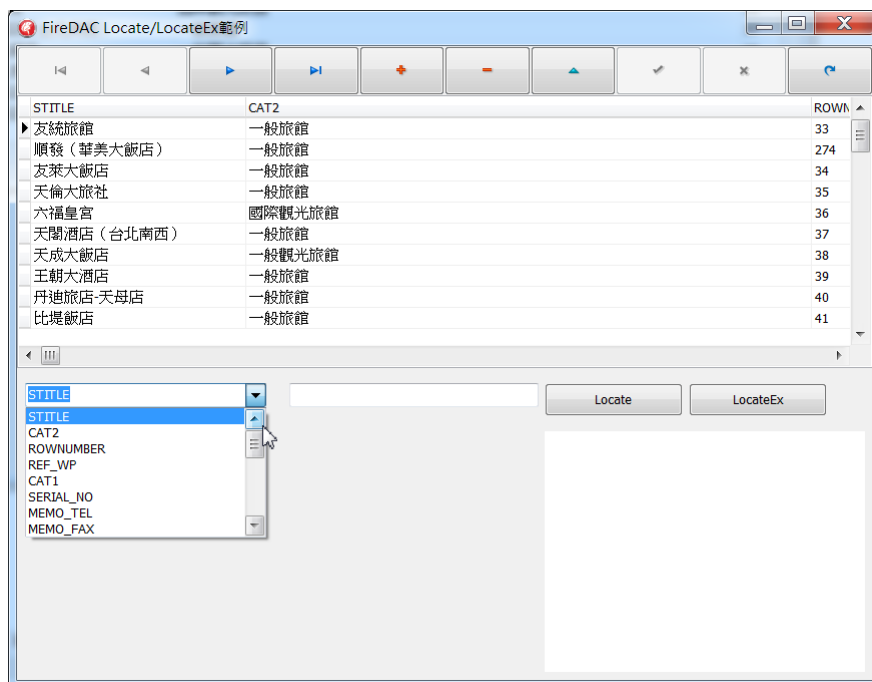 FireDAC Locate/LocateEx範例
STITLE CAT2 ROWN
友統旅館 一般旅館 33
順發（華美大飯店） 一般旅館 274
友萊大飯店 一般旅館 34
天倫大旅社 一般旅館 35
六福皇宮 國際觀光旅館 36
天閣酒店（台北南西） 一般旅館 37
天成大飯店 一般觀光旅館 38
王朝大酒店 一般旅館 39
丹迪旅店-天母店 一般旅館 40
比堤飯店 一般旅館 41
STITLE Locate LocateEx
STITLE
CAT2
ROWNUMBER
REF_WP
CAT1
SERIAL_NO
MEMO_TEL
MEMO_FAX